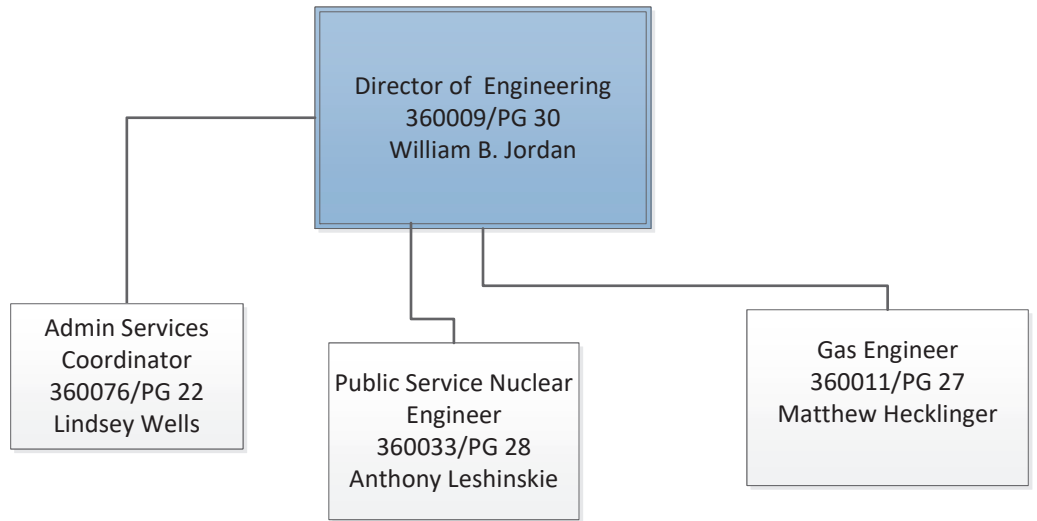 Director of Engineering
360009/PG 30
William B. Jordan
Admin Services
Coordinator
360076/PG 22
Lindsey Wells
Public Service Nuclear
Engineer
360033/PG 28
Anthony Leshinskie
Gas Engineer
360011/PG 27
Matthew Hecklinger